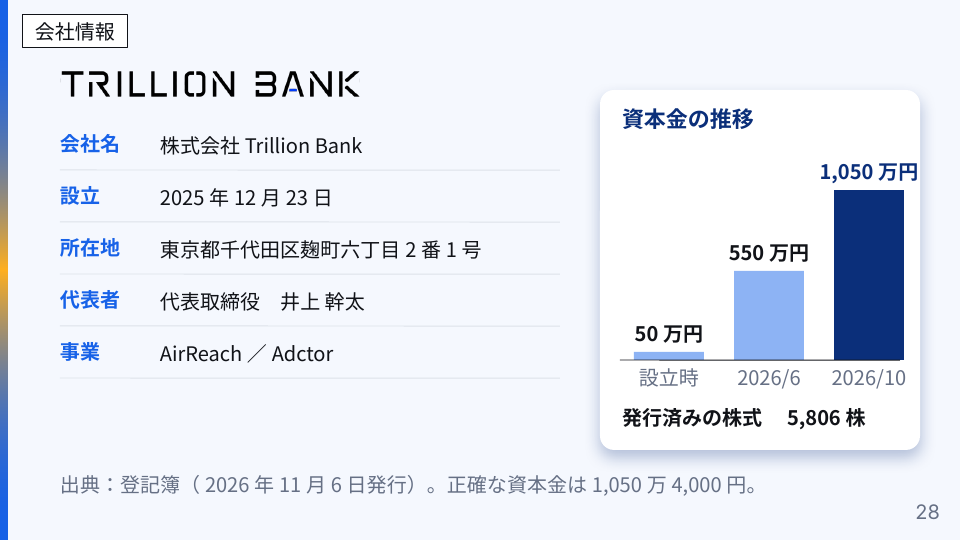 会社情報
TRILLION BANK
会社名 株式会社 Trillion Bank
設立 2025 年 12 月 23 日
所在地 東京都千代田区麹町六丁目 2 番 1 号
代表者 代表取締役　井上 幹太
事業 AirReach ／ Adctor
資本金の推移
1,050 万円
550 万円
50 万円
設立時 2026/6 2026/10
発行済みの株式 5,806 株
出典：登記簿（ 2026 年 11 月 6 日発行）。正確な資本金は 1,050 万 4,000 円。
28